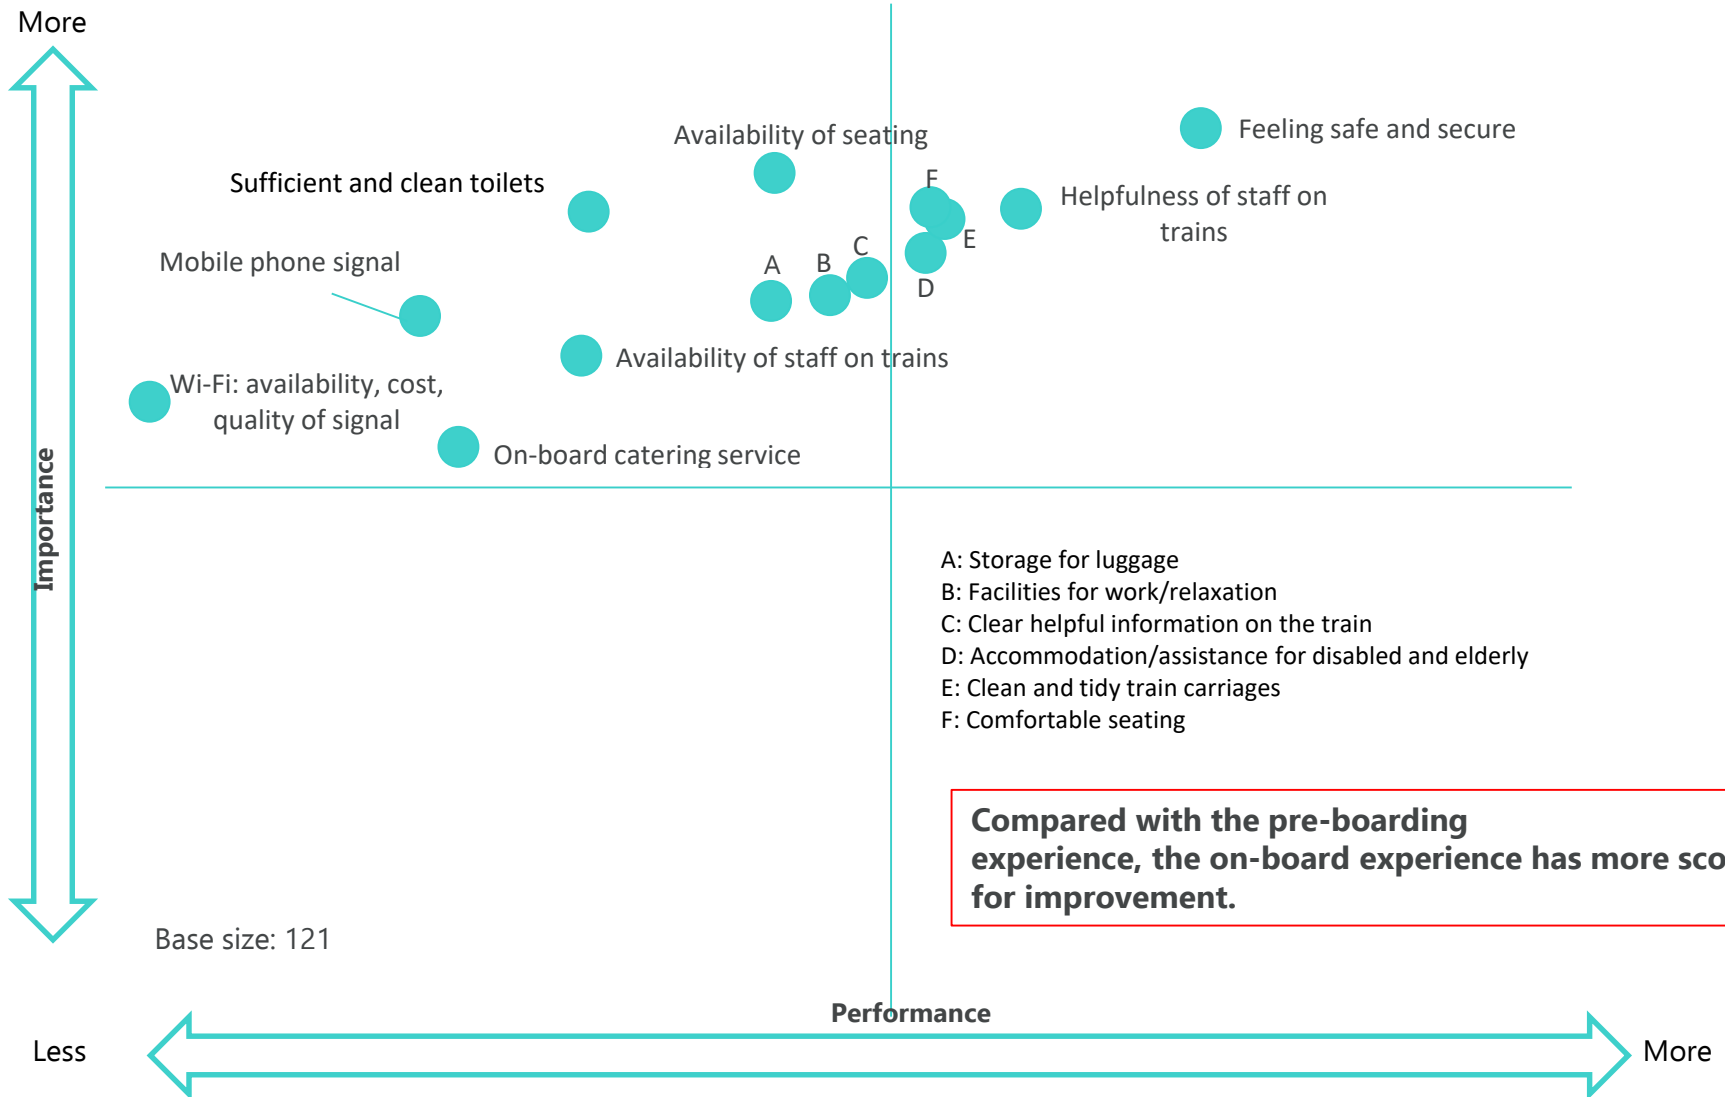 More
Availability of seating
Feeling safe and secure
Sufficient and clean toilets
F
Helpfulness of staff on
trains
E
Mobile phone signal
A
B
C
D
Availability of staff on trains
Wi-Fi: availability, cost,
quality of signal
On-board catering service
Importance
A: Storage for luggage
B: Facilities for work/relaxation
C: Clear helpful information on the train
D: Accommodation/assistance for disabled and elderly
E: Clean and tidy train carriages
F: Comfortable seating
Compared with the pre-boarding
experience, the on-board experience has more sco
for improvement.
Base size: 121
Performance
Less
More